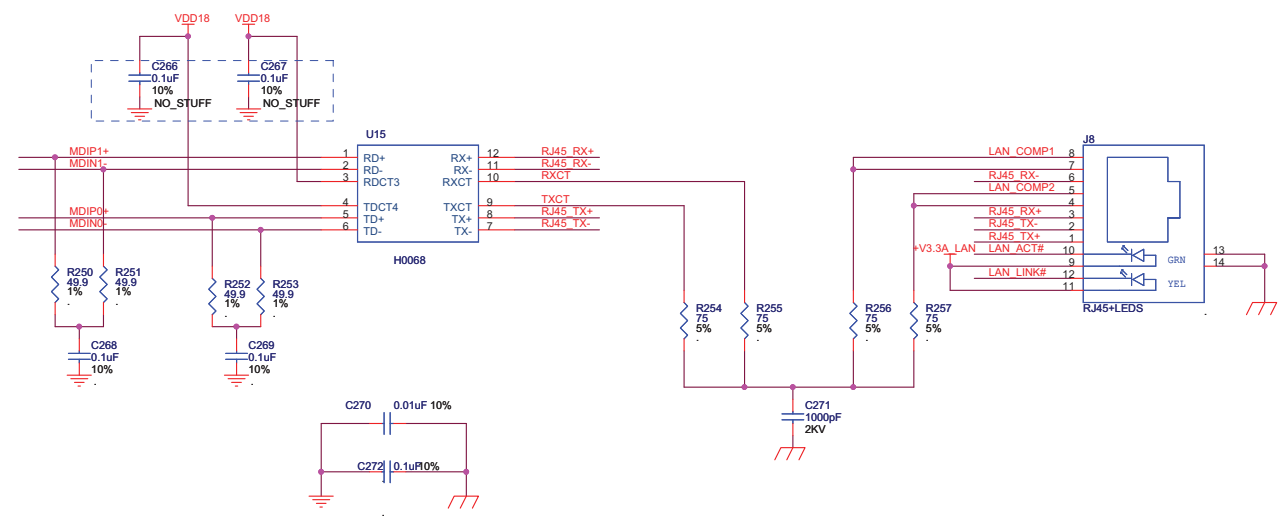 VDD18 VDD18
C266
0.1uF
10%
NO_STUFF
C267
0.1uF
10%
NO_STUFF
U15
MDIP1+
MDIN1-
MDIP0+
MDIN0-
1 RD+
2 RD-
3 RDCT3
4 TDCT4
5 TD+
6 TD-
RX+ 12
RX- 11
RXCT 10
TXCT 9
TX+ 8
TX- 7
H0068
RJ45_RX+
RJ45_RX-
RXCT
TXCT
RJ45_TX+
RJ45_TX-
J8
LAN_COMP1 8
7
RJ45_RX- 6
LAN_COMP2 5
4
RJ45_RX+ 3
RJ45_TX- 2
RJ45_TX+ 1
+V3.3A_LAN LAN_ACT# 10
9
LAN_LINK# 12
11
GRN
YEL
13
14
RJ45+LEDS
R250
49.9
1%
R251
49.9
1%
R252
49.9
1%
R253
49.9
1%
R254
75
5%
R255
75
5%
R256
75
5%
R257
75
5%
C268
0.1uF
10%
C269
0.1uF
10%
C270 0.01uF 10%
C272 0.1uF 10%
C271
1000pF
2KV